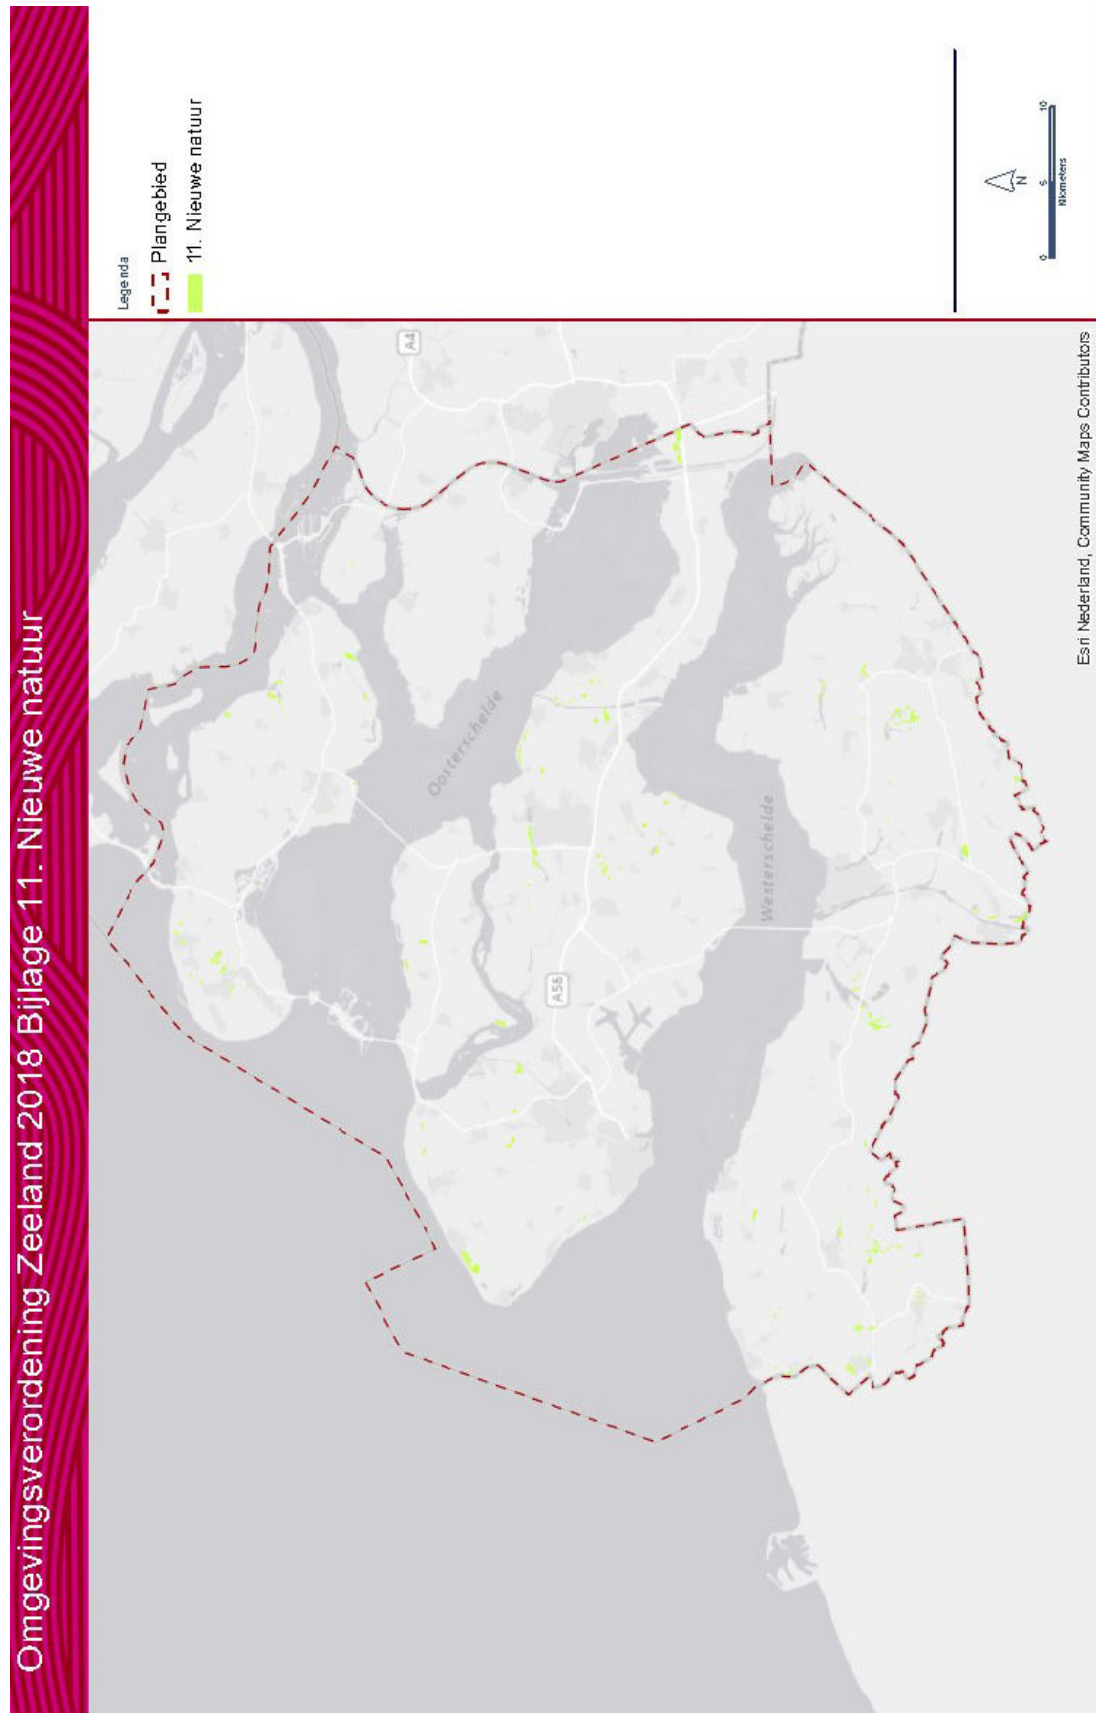 Omgevingsverordening Zeeland 2018 Bijlage 11. Nieuwe natuur
Legenda
Plangebied
11. Nieuwe natuur
A4
Oosterschelde
A58
Westerschelde
N
0 5 10
Kilometers
Esri Nederland, Community Maps Contributors